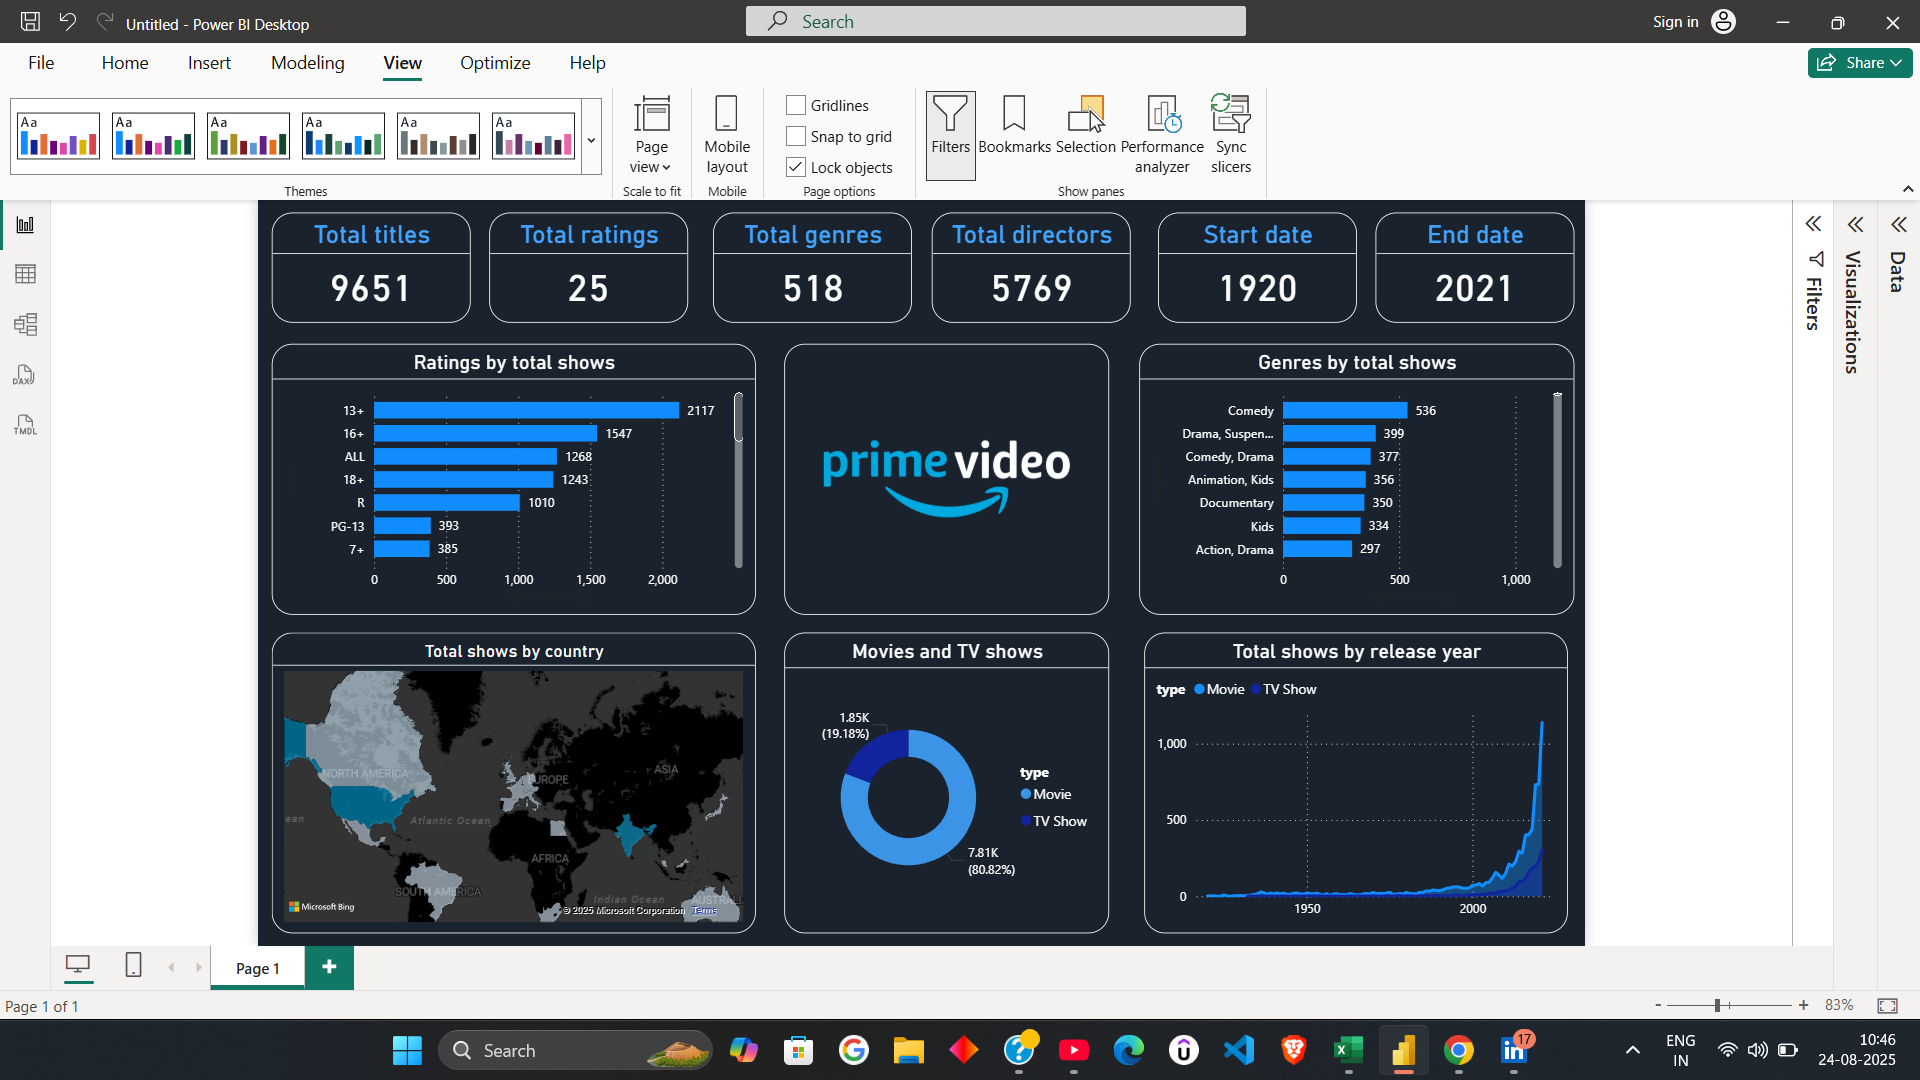 Untitled - Power BI Desktop
Search
Sign in
File
Home
Insert
Modeling
View
Optimize
Help
Share
Aa
Aa
Aa
Aa
Aa
Aa
Themes
Page view
Scale to fit
Mobile layout
Mobile
Gridlines
Snap to grid
Lock objects
Page options
Filters
Bookmarks
Selection
Performance analyzer
Sync slicers
Show panes
DAX
TMDL
Total titles
9651
Total ratings
25
Total genres
518
Total directors
5769
Start date
1920
End date
2021
Ratings by total shows
13+ 2117
16+ 1547
ALL 1268
18+ 1243
R 1010
PG-13 393
7+ 385
0 500 1,000 1,500 2,000
prime video
Genres by total shows
Comedy 536
Drama, Suspen... 399
Comedy, Drama 377
Animation, Kids 356
Documentary 350
Kids 334
Action, Drama 297
0 500 1,000
Total shows by country
NORTH AMERICA
EUROPE
ASIA
ean
Atlantic Ocean
AFRICA
SOUTH AMERICA
Indian Ocean
AUSTRALI
Microsoft Bing
© 2025 Microsoft Corporation Terms
Movies and TV shows
1.85K
(19.18%)
type
Movie
TV Show
7.81K
(80.82%)
Total shows by release year
type Movie TV Show
1,000
500
0
1950 2000
Filters
Visualizations
Data
Page 1
+
Page 1 of 1
- + 83%
Search
17
ENG
IN
10:46
24-08-2025